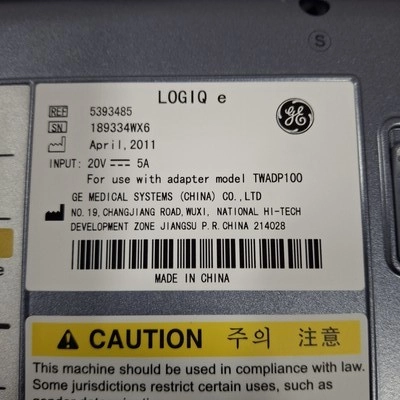 S
LOGIQ e
GE
REF 5393485
SN 189334WX6
April, 2011
INPUT: 20V 5A
For use with adapter model TWADP100
GE MEDICAL SYSTEMS (CHINA) CO.,LTD
NO.19,CHANGJIANG ROAD,WUXI, NATIONAL HI-TECH
DEVELOPMENT ZONE JIANGSU P.R.CHINA 214028
MADE IN CHINA
CAUTION 주의 注意
This machine should be used in compliance with law.
Some jurisdictions restrict certain uses, such as